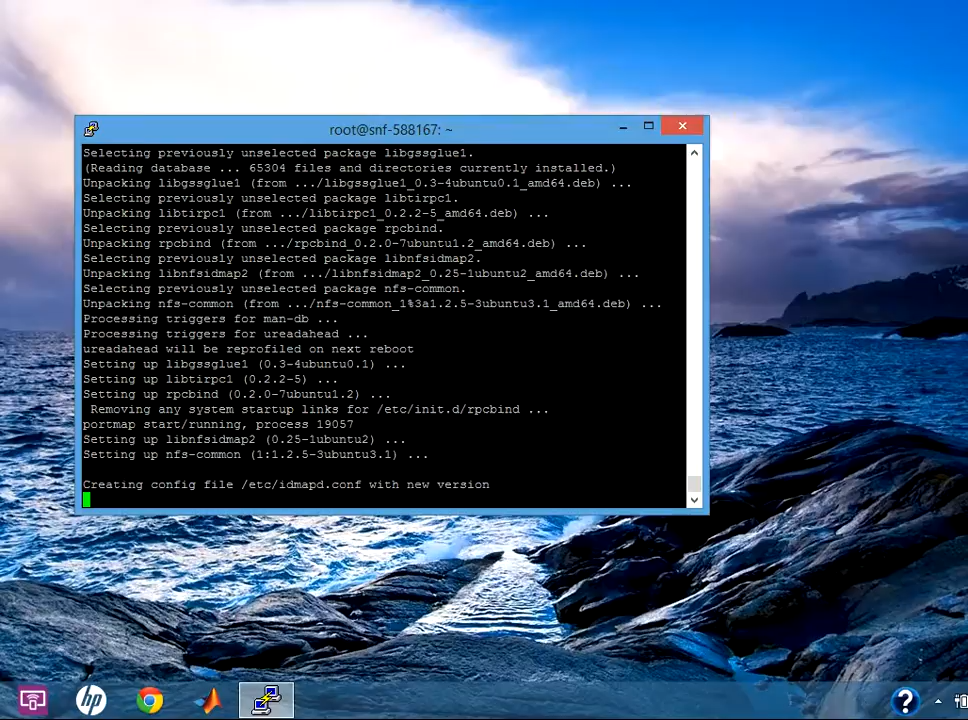 root@snf-588167: ~
Selecting previously unselected package libgssglue1.
(Reading database ... 65304 files and directories currently installed.)
Unpacking libgssglue1 (from .../libgssglue1_0.3-4ubuntu0.1_amd64.deb) ...
Selecting previously unselected package libtirpc1.
Unpacking libtirpc1 (from .../libtirpc1_0.2.2-5_amd64.deb) ...
Selecting previously unselected package rpcbind.
Unpacking rpcbind (from .../rpcbind_0.2.0-7ubuntu1.2_amd64.deb) ...
Selecting previously unselected package libnfsidmap2.
Unpacking libnfsidmap2 (from .../libnfsidmap2_0.25-1ubuntu2_amd64.deb) ...
Selecting previously unselected package nfs-common.
Unpacking nfs-common (from .../nfs-common_1%3a1.2.5-3ubuntu3.1_amd64.deb) ...
Processing triggers for man-db ...
Processing triggers for ureadahead ...
ureadahead will be reprofiled on next reboot
Setting up libgssglue1 (0.3-4ubuntu0.1) ...
Setting up libtirpc1 (0.2.2-5) ...
Setting up rpcbind (0.2.0-7ubuntu1.2) ...
 Removing any system startup links for /etc/init.d/rpcbind ...
portmap start/running, process 19057
Setting up libnfsidmap2 (0.25-1ubuntu2) ...
Setting up nfs-common (1:1.2.5-3ubuntu3.1) ...
Creating config file /etc/idmapd.conf with new version
hp
?